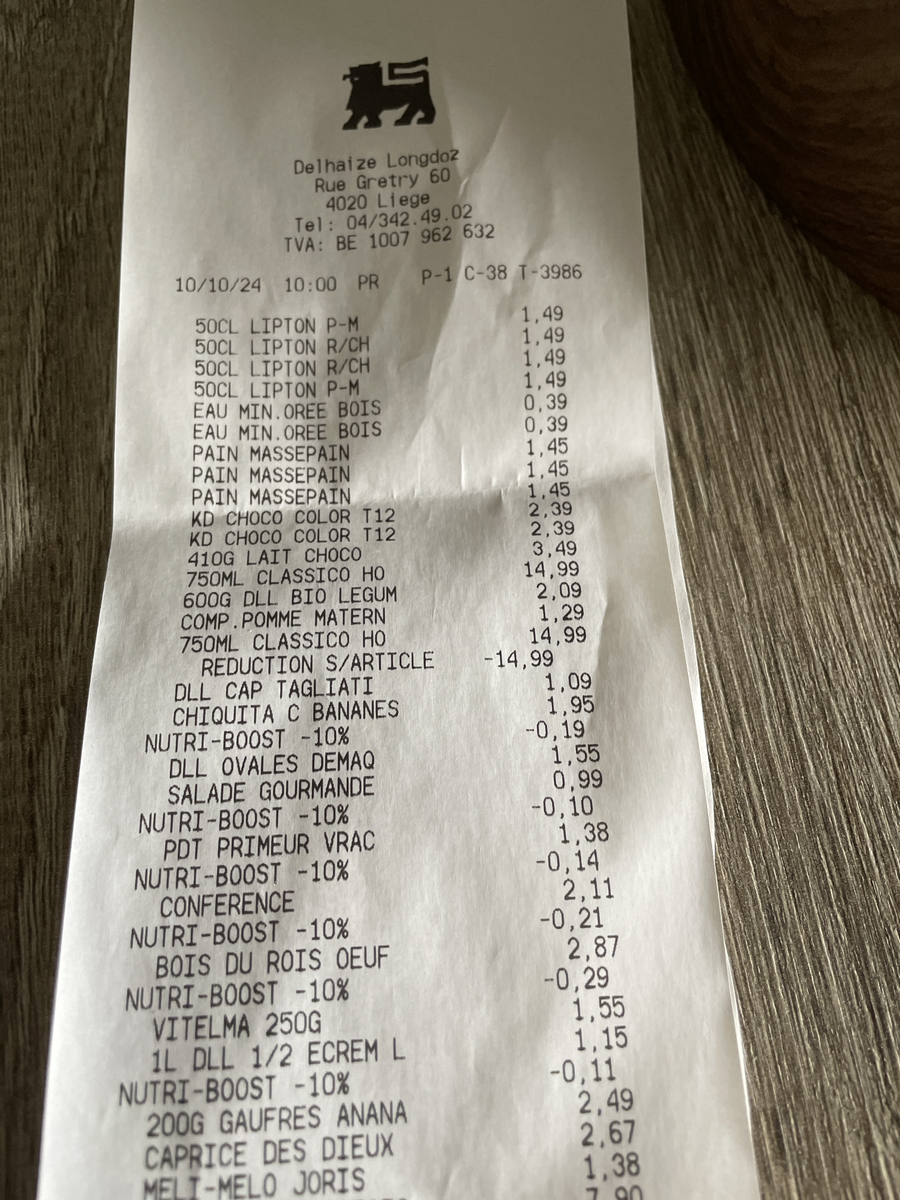 Delhaize Longdoz
Rue Gretry 60
4020 Liege
Tel: 04/342.49.02
TVA: BE 1007 962 632
10/10/24 10:00 PR P-1 C-38 T-3986
50CL LIPTON P-M 1,49
50CL LIPTON R/CH 1,49
50CL LIPTON R/CH 1,49
50CL LIPTON P-M 1,49
EAU MIN.OREE BOIS 0,39
EAU MIN.OREE BOIS 0,39
PAIN MASSEPAIN 1,45
PAIN MASSEPAIN 1,45
PAIN MASSEPAIN 1,45
KD CHOCO COLOR T12 2,39
KD CHOCO COLOR T12 2,39
410G LAIT CHOCO 3,49
750ML CLASSICO HO 14,99
600G DLL BIO LEGUM 2,09
COMP.POMME MATERN 1,29
750ML CLASSICO HO 14,99
REDUCTION S/ARTICLE -14,99
DLL CAP TAGLIATI 1,09
CHIQUITA C BANANES 1,95
NUTRI-BOOST -10% -0,19
DLL OVALES DEMAQ 1,55
SALADE GOURMANDE 0,99
NUTRI-BOOST -10% -0,10
PDT PRIMEUR VRAC 1,38
NUTRI-BOOST -10% -0,14
CONFERENCE 2,11
NUTRI-BOOST -10% -0,21
BOIS DU ROIS OEUF 2,87
NUTRI-BOOST -10% -0,29
VITELMA 250G 1,55
1L DLL 1/2 ECREM L 1,15
NUTRI-BOOST -10% -0,11
200G GAUFRES ANANA 2,49
CAPRICE DES DIEUX 2,67
MELI-MELO JORIS 1,38
7,90